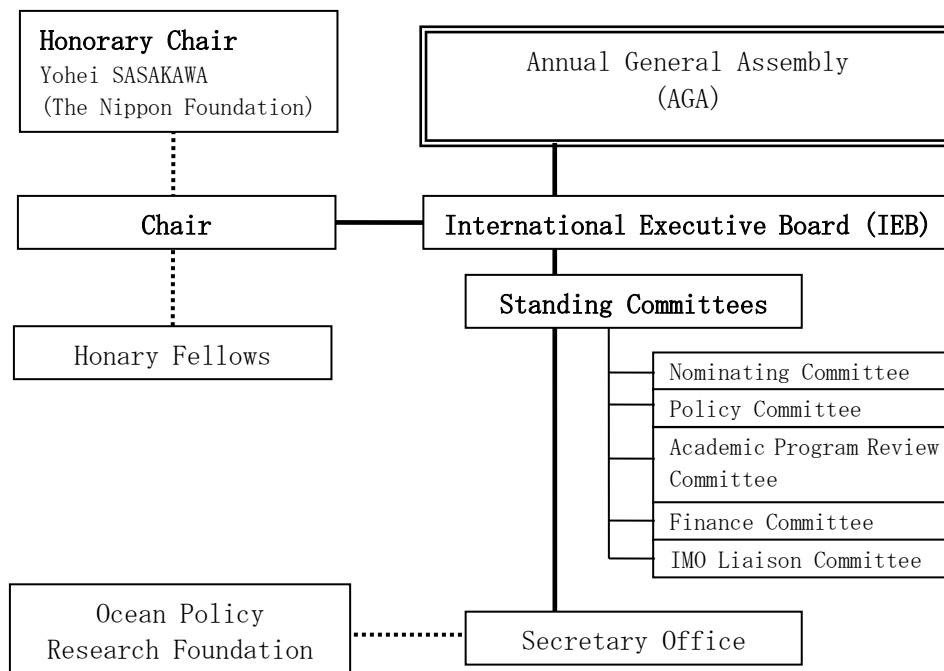 Honorary Chair
Yohei SASAKAWA
(The Nippon Foundation)
Annual General Assembly
(AGA)
Chair
International Executive Board (IEB)
Standing Committees
Honary Fellows
Nominating Committee
Policy Committee
Academic Program Review
Committee
Finance Committee
IMO Liaison Committee
Ocean Policy
Research Foundation
Secretary Office